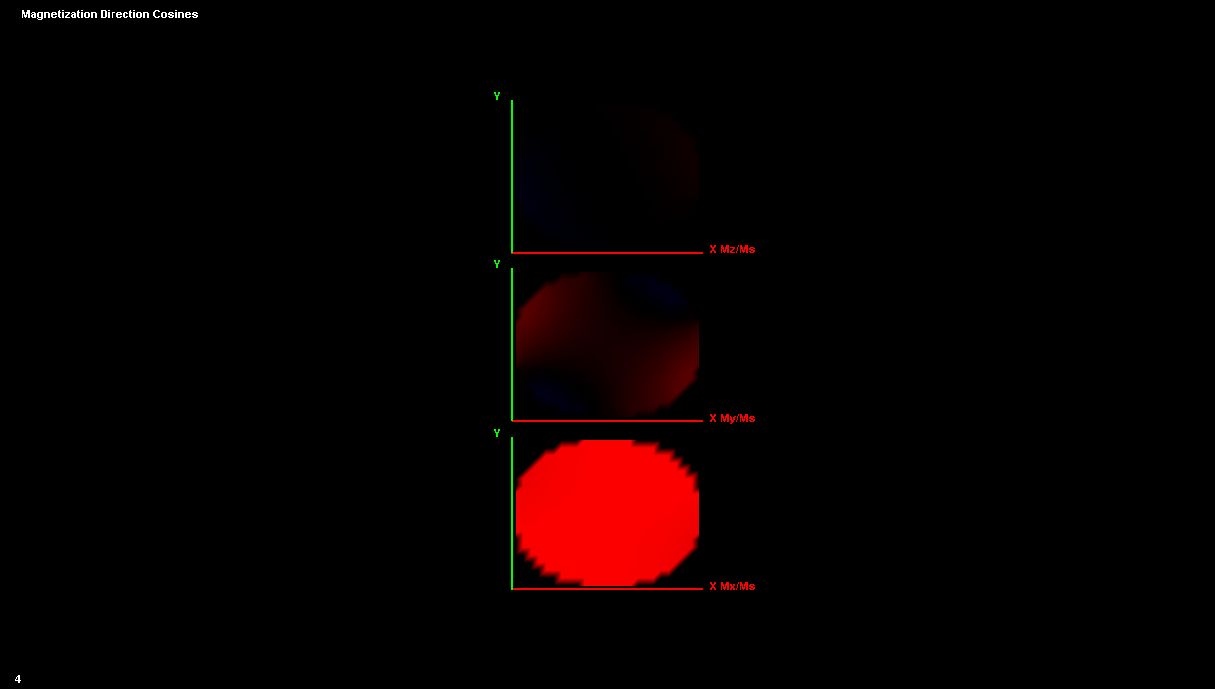 Magnetization Direction Cosines
Y
X Mz/Ms
Y
X My/Ms
Y
X Mx/Ms
4